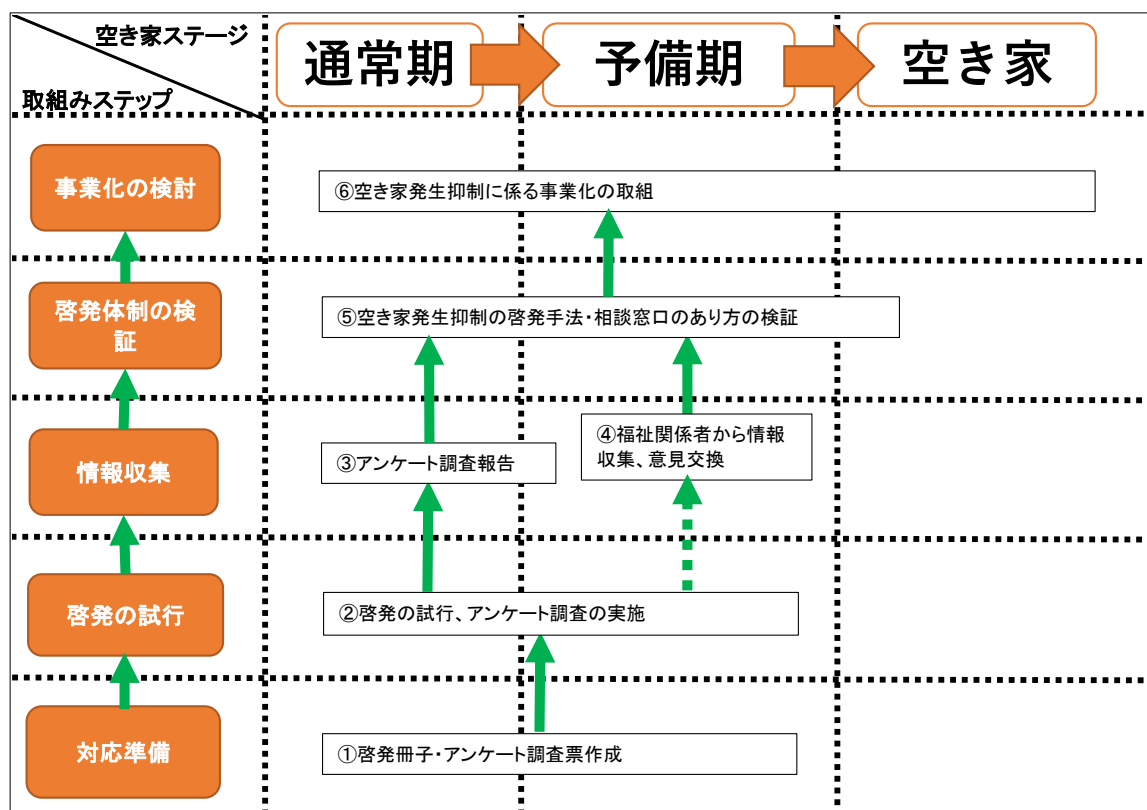 空き家ステージ
取組みステップ
通常期
予備期
空き家
事業化の検討
⑥空き家発生抑制に係る事業化の取組
啓発体制の検
証
⑤空き家発生抑制の啓発手法・相談窓口のあり方の検証
情報収集
③アンケート調査報告
④福祉関係者から情報
収集、意見交換
啓発の試行
②啓発の試行、アンケート調査の実施
対応準備
①啓発冊子・アンケート調査票作成